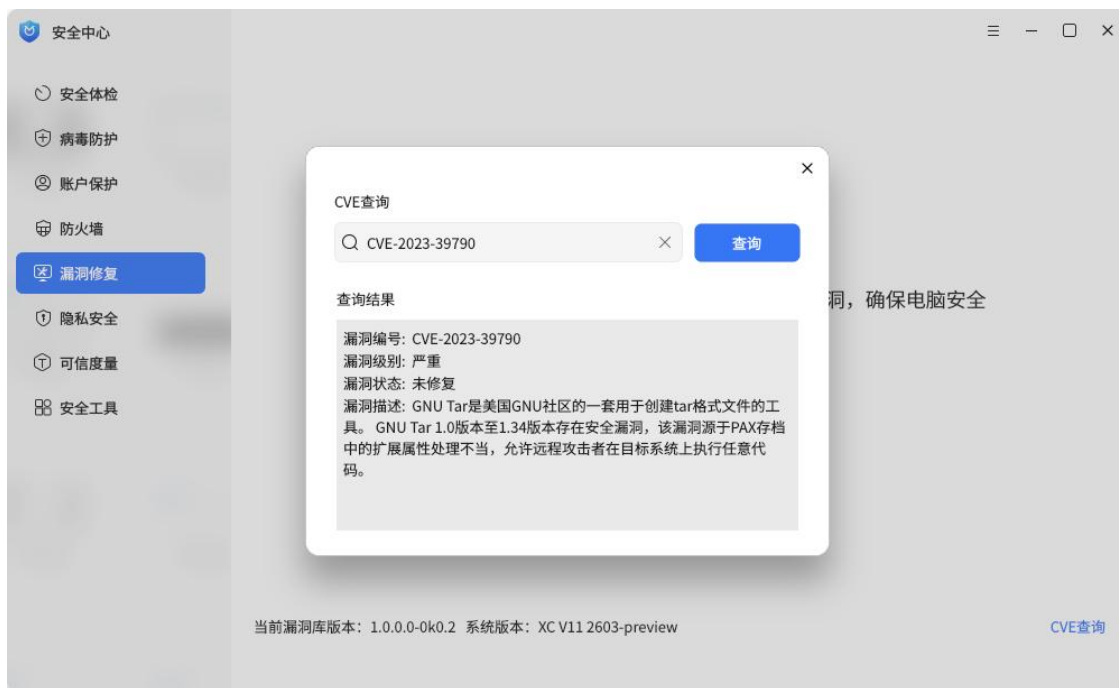 安全中心
安全体检
病毒防护
账户保护
防火墙
漏洞修复
隐私安全
可信度量
安全工具
CVE查询
CVE-2023-39790
查询
查询结果
漏洞编号: CVE-2023-39790
漏洞级别: 严重
漏洞状态: 未修复
漏洞描述: GNU Tar是美国GNU社区的一套用于创建tar格式文件的工
具。 GNU Tar 1.0版本至1.34版本存在安全漏洞，该漏洞源于PAX存档
中的扩展属性处理不当，允许远程攻击者在目标系统上执行任意代
码。
洞，确保电脑安全
当前漏洞库版本：1.0.0.0-0k0.2 系统版本：XC V11 2603-preview
CVE查询